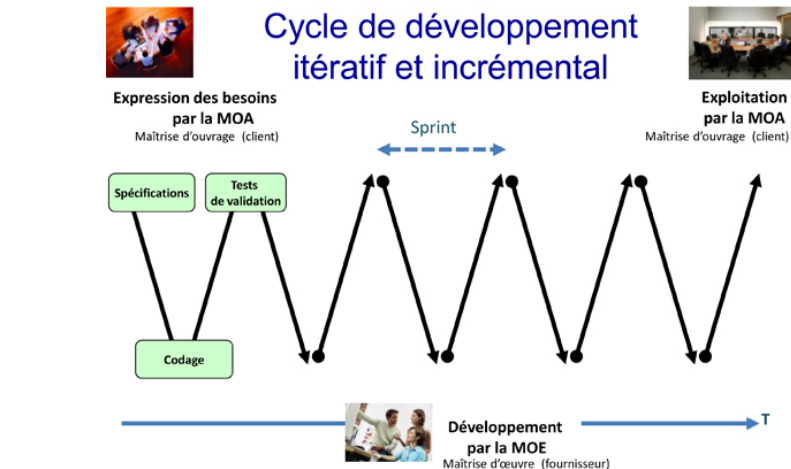 Cycle de développement
itératif et incrémental
Expression des besoins
par la MOA
Maîtrise d'ouvrage (client)
Exploitation
par la MOA
Maîtrise d'ouvrage (client)
Sprint
Spécifications
Tests
de validation
Codage
T
Développement
par la MOE
Maîtrise d'œuvre (fournisseur)